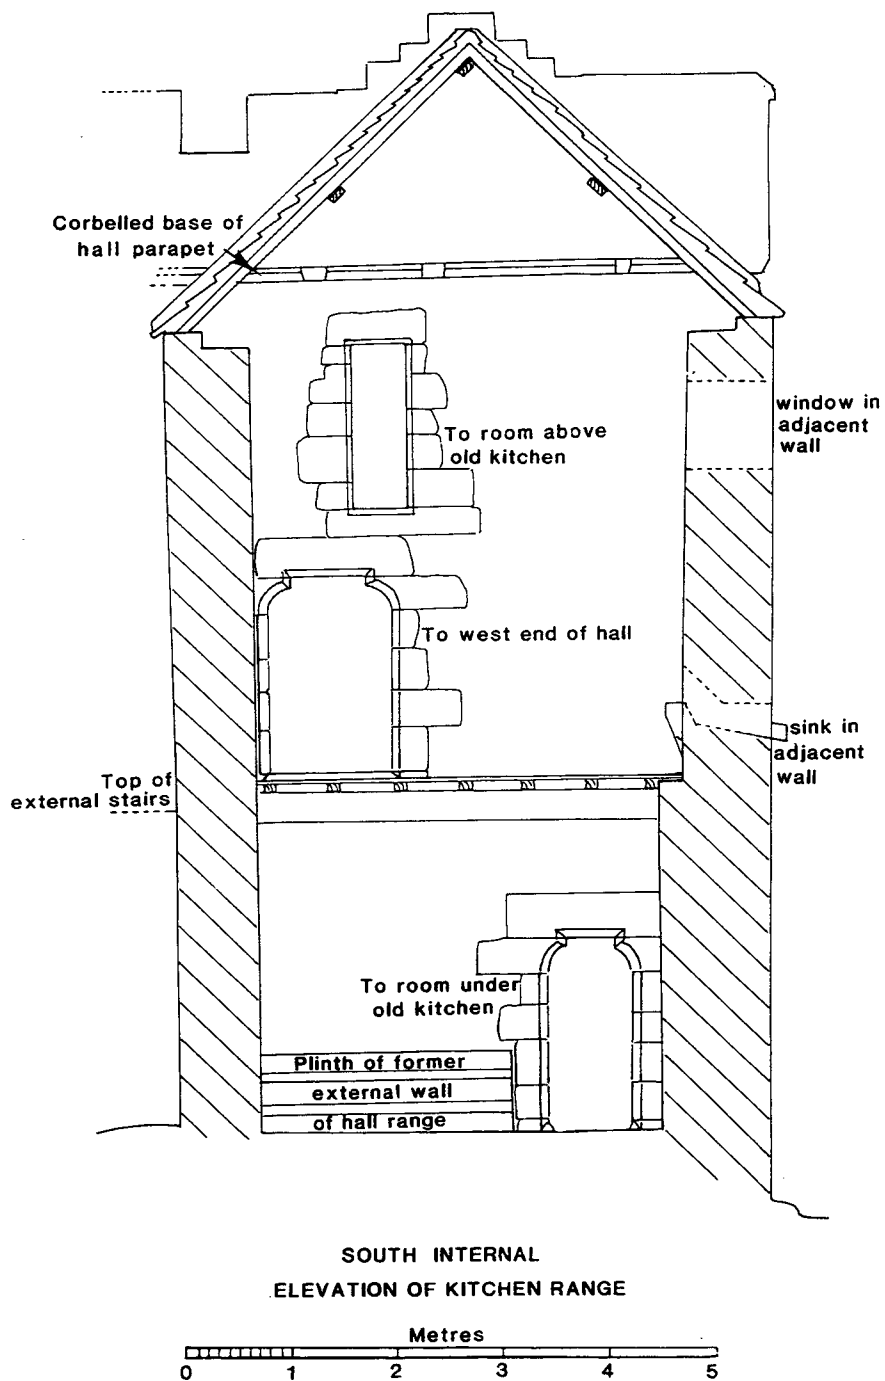 Corbelled base of
hall parapet
window in
adjacent
wall
To room above
old kitchen
To west end of hall
sink in
adjacent
wall
Top of
external stairs
To room under
old kitchen
Plinth of former
external wall
of hall range
SOUTH INTERNAL
ELEVATION OF KITCHEN RANGE
Metres
0 1 2 3 4 5